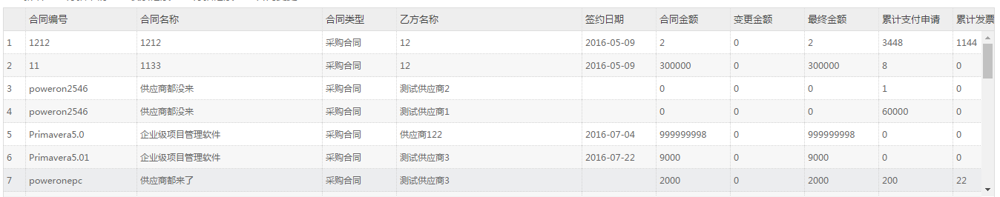 合同编号 合同名称 合同类型 乙方名称 签约日期 合同金额 变更金额 最终金额 累计支付申请 累计发票
1 1212 1212 采购合同 12 2016-05-09 2 0 2 3448 1144
2 11 1133 采购合同 12 2016-05-09 300000 0 300000 8 0
3 poweron2546 供应商都没来 采购合同 测试供应商2 0 0 0 1 0
4 poweron2546 供应商都没来 采购合同 测试供应商1 0 0 0 60000 0
5 Primavera5.0 企业级项目管理软件 采购合同 供应商122 2016-07-04 999999998 0 999999998 0 0
6 Primavera5.01 企业级项目管理软件 采购合同 测试供应商3 2016-07-22 9000 0 9000 0 0
7 poweronepc 供应商都来了 采购合同 测试供应商3 2000 0 2000 200 22